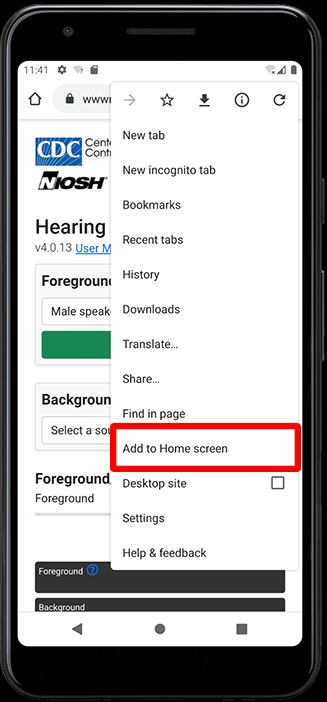 11:41
wwwn
CDC
Cente
Contr
NIOSH
Hearing
v4.0.13 User M
Foreground
Male speak
Backgroun
Select a sou
Foreground,
Foreground
Foreground ?
Background
New tab
New incognito tab
Bookmarks
Recent tabs
History
Downloads
Translate…
Share…
Find in page
Add to Home screen
Desktop site
Settings
Help & feedback